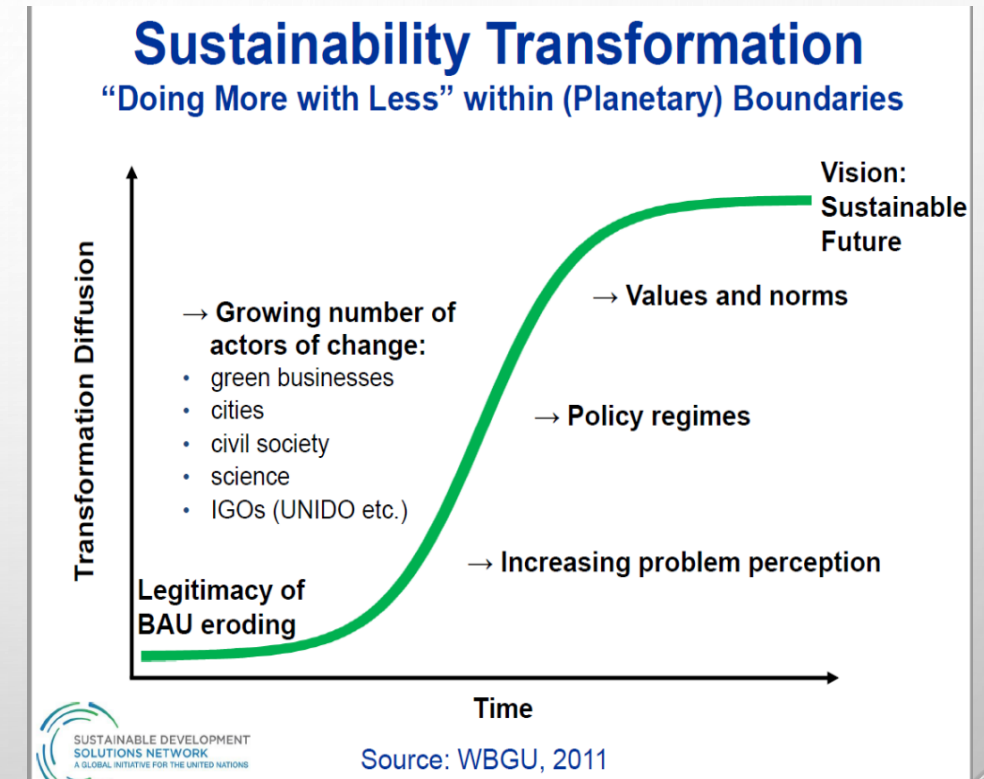 Sustainability Transformation
“Doing More with Less” within (Planetary) Boundaries
Vision:
Sustainable
Future
→ Values and norms
→ Growing number of
actors of change:
• green businesses
• cities
• civil society
• science
• IGOs (UNIDO etc.)
→ Policy regimes
→ Increasing problem perception
Legitimacy of
BAU eroding
Transformation Diffusion
Time
SUSTAINABLE DEVELOPMENT
SOLUTIONS NETWORK
A GLOBAL INITIATIVE FOR THE UNITED NATIONS
Source: WBGU, 2011